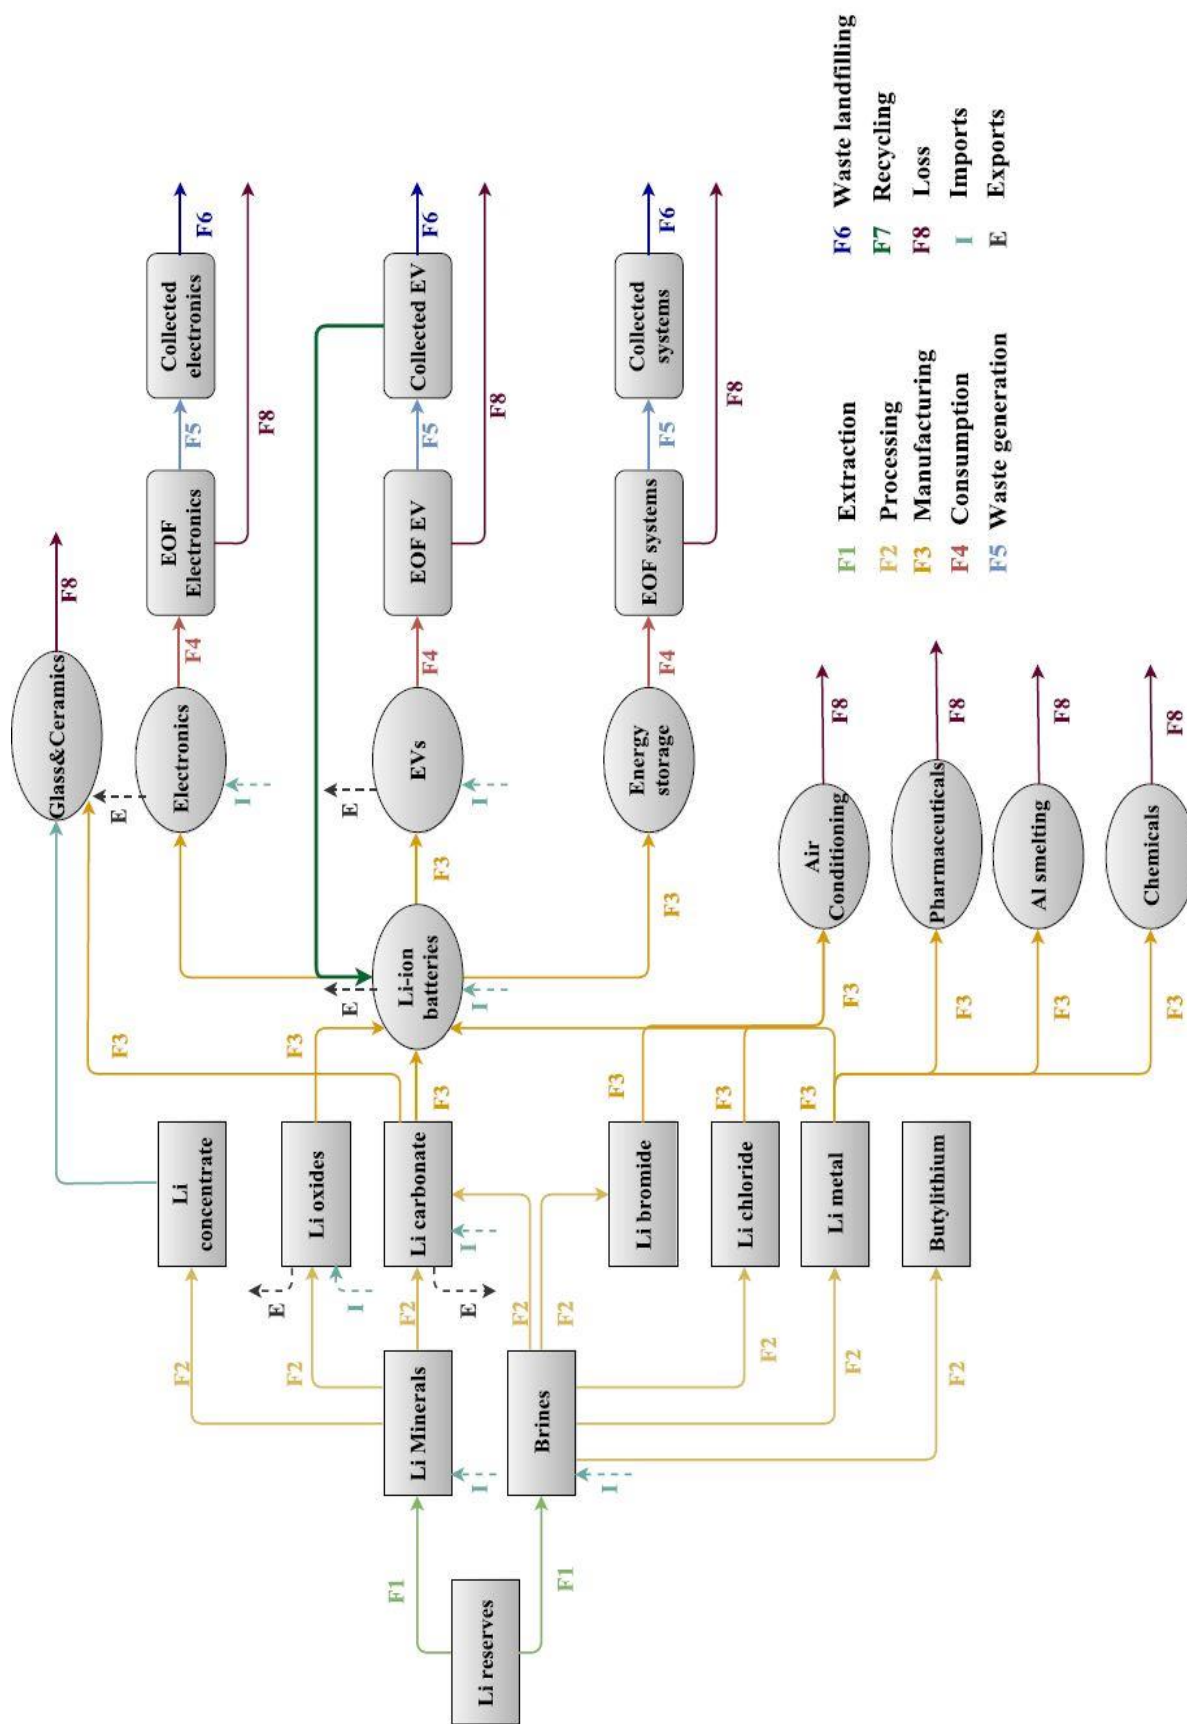 Li reserves
F1
F1
Li Minerals
I
Brines
I
F2
F2
F2
F2
F2
F2
F2
F2
Li
concentrate
E
I
Li oxides
Li carbonate
E
I
Li bromide
Li chloride
Li metal
Butylithium
F3
F3
F3
F3
F3
F3
Li-ion
batteries
E
I
F3
F3
F3
F3
F3
F3
Glass&Ceramics
F8
Electronics
E
I
EVs
E
I
Energy
storage
Air
Conditioning
F8
Pharmaceuticals
F8
Al smelting
F8
Chemicals
F8
F4
EOF
Electronics
F5
Collected
electronics
F6
F8
F4
EOF EV
F5
Collected EV
F6
F8
F4
EOF systems
F5
Collected
systems
F6
F8
F1 Extraction
F2 Processing
F3 Manufacturing
F4 Consumption
F5 Waste generation
F6 Waste landfilling
F7 Recycling
F8 Loss
I Imports
E Exports